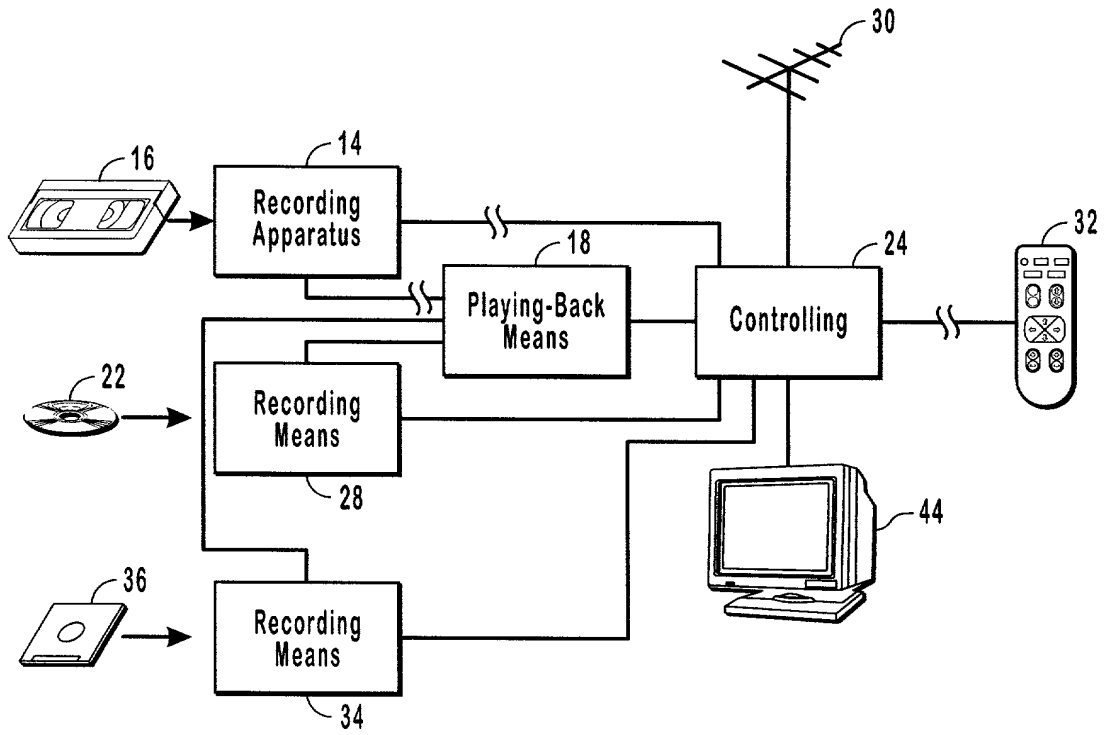 30
16
14
Recording
Apparatus
18
Playing-Back
Means
24
Controlling
32
22
Recording
Means
28
44
36
Recording
Means
34